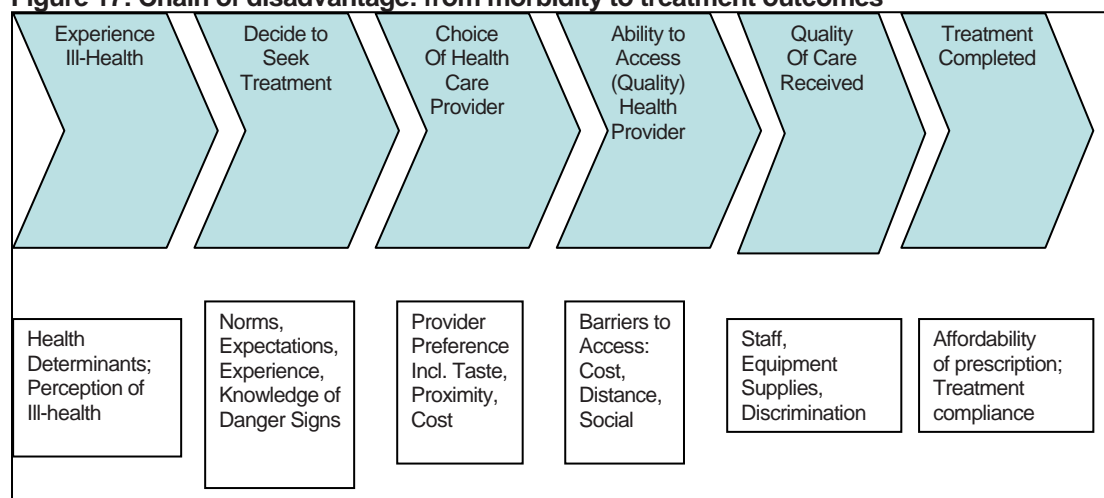 Figure 17: Chain of disadvantage: from morbidity to treatment outcomes
Experience
Ill-Health
Decide to
Seek
Treatment
Choice
Of Health
Care
Provider
Ability to
Access
(Quality)
Health
Provider
Quality
Of Care
Received
Treatment
Completed
Health
Determinants;
Perception of
Ill-health
Norms,
Expectations,
Experience,
Knowledge of
Danger Signs
Provider
Preference
Incl. Taste,
Proximity,
Cost
Barriers to
Access:
Cost,
Distance,
Social
Staff,
Equipment
Supplies,
Discrimination
Affordability
of prescription;
Treatment
compliance